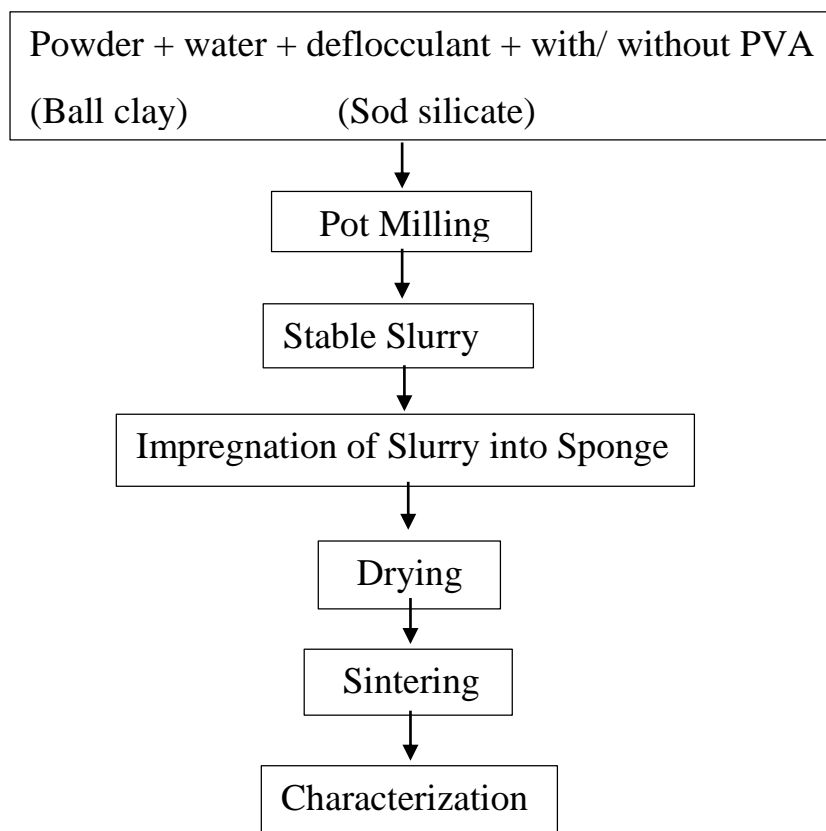 Powder + water + deflocculant + with/ without PVA
(Ball clay) (Sod silicate)
Pot Milling
Stable Slurry
Impregnation of Slurry into Sponge
Drying
Sintering
Characterization